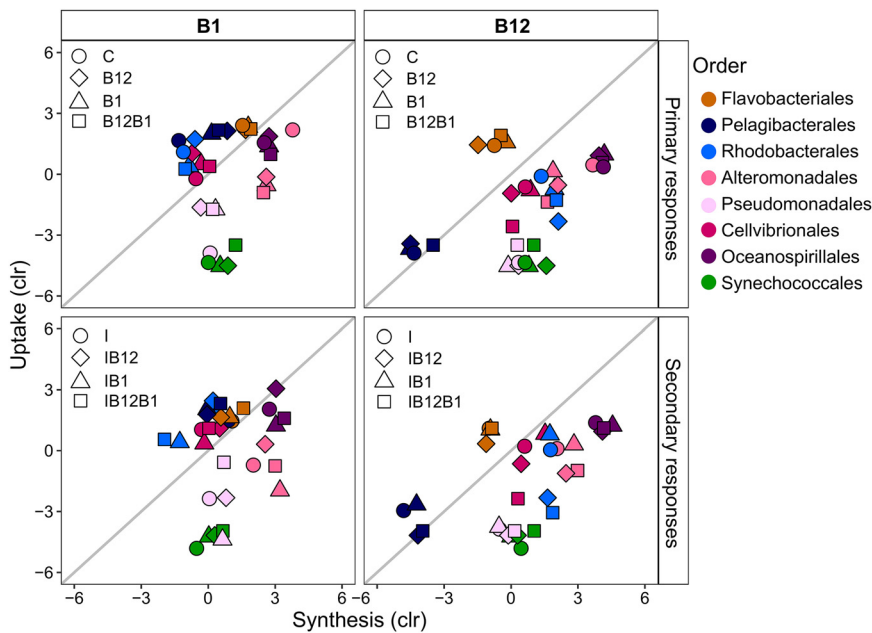 B1
B12
6
3
0
−3
−6
C
B12
B1
B12B1
C
B12
B1
B12B1
Primary responses
Order
Flavobacteriales
Pelagibacterales
Rhodobacterales
Alteromonadales
Pseudomonadales
Cellvibrionales
Oceanospirillales
Synechococcales
Uptake (clr)
6
3
0
−3
−6
I
IB12
IB1
IB12B1
I
IB12
IB1
IB12B1
Secondary responses
−6
−3
0
3
6
−6
−3
0
3
6
Synthesis (clr)